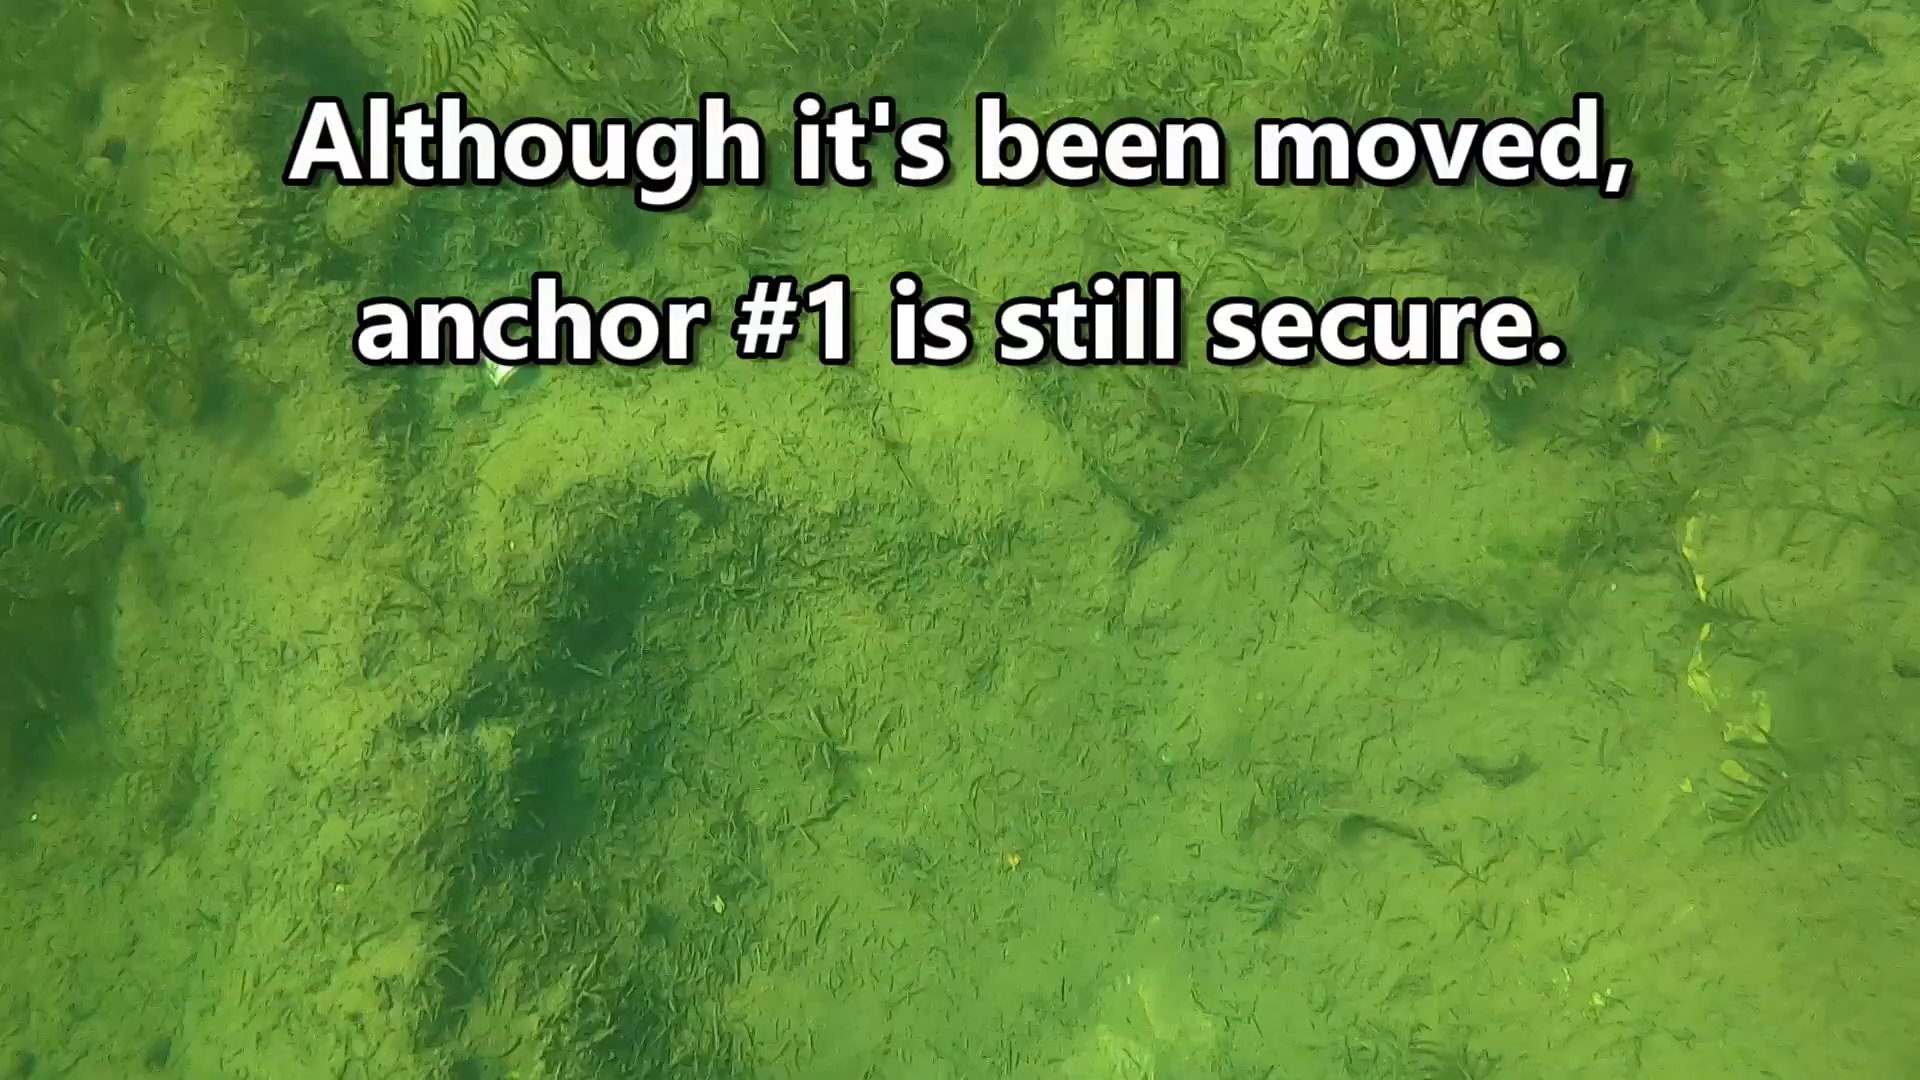 Although it's been moved,
anchor #1 is still secure.